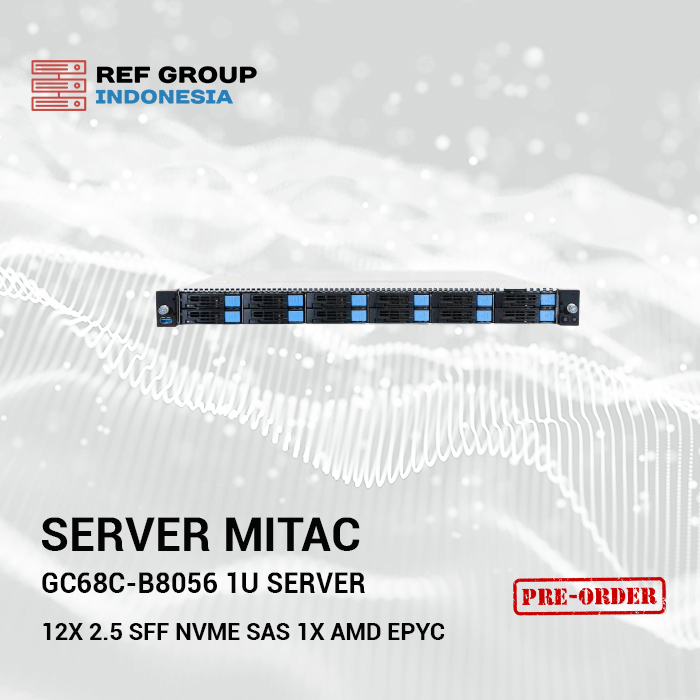 REF GROUP
INDONESIA
SERVER MITAC
GC68C-B8056 1U SERVER
PRE-ORDER
12X 2.5 SFF NVME SAS 1X AMD EPYC